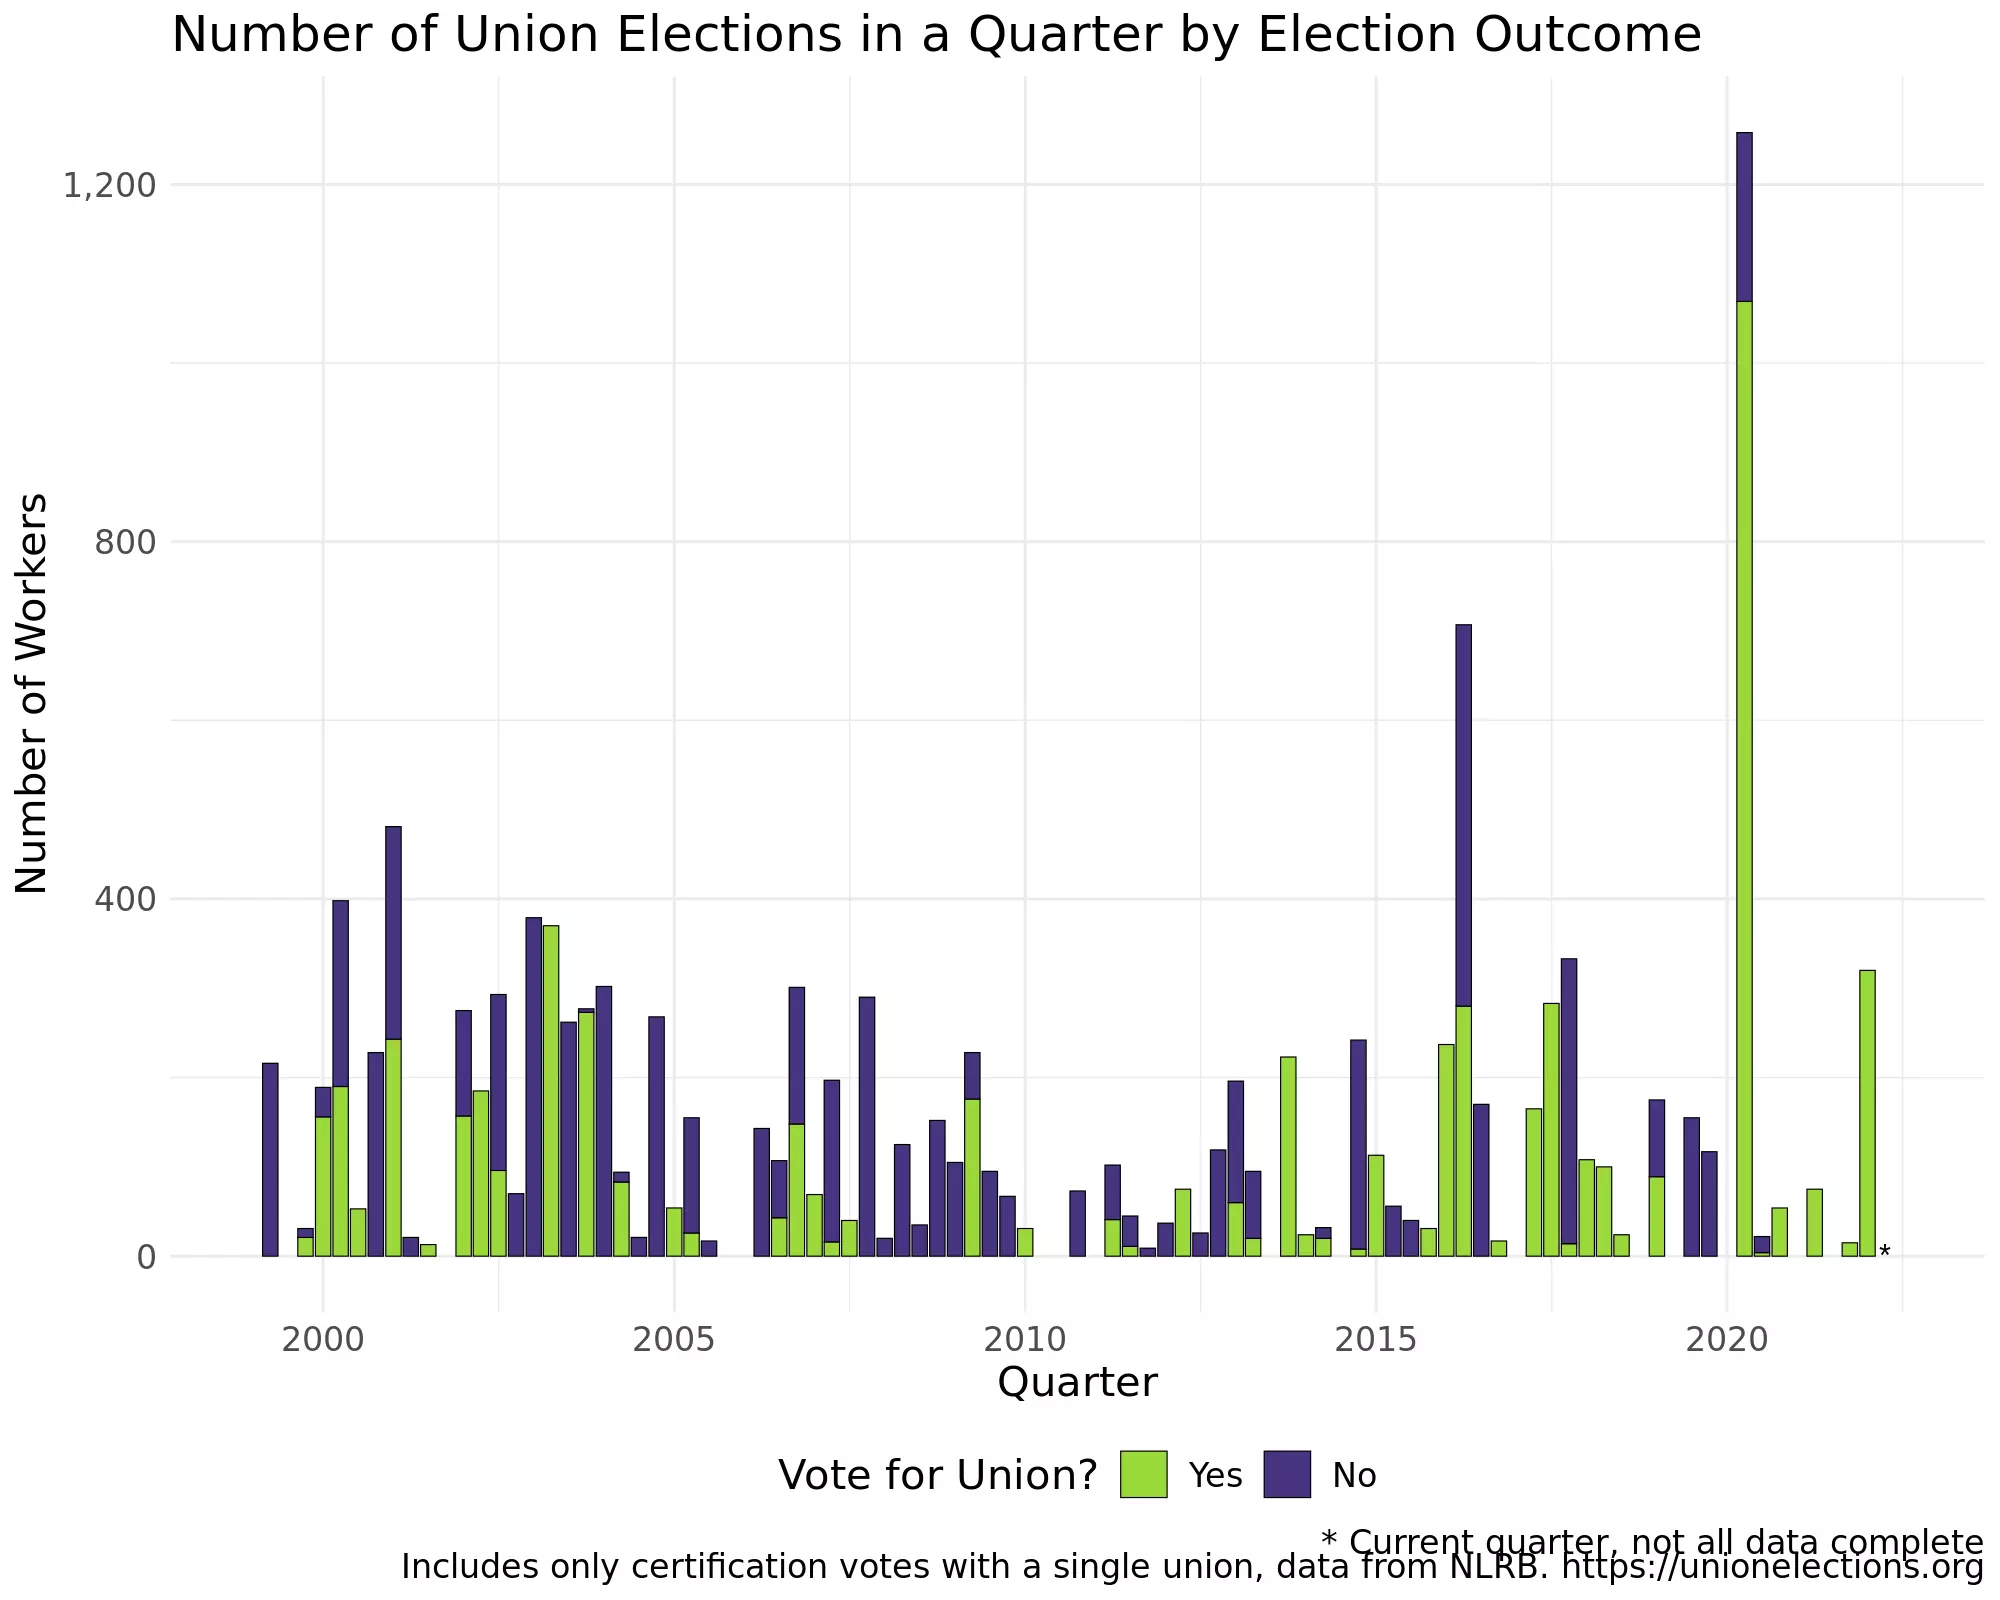 Number of Union Elections in a Quarter by Election Outcome
Number of Workers
1,200
800
400
0
*
2000 2005 2010 2015 2020
Quarter
Vote for Union? Yes No
* Current quarter, not all data complete
Includes only certification votes with a single union, data from NLRB. https://unionelections.org